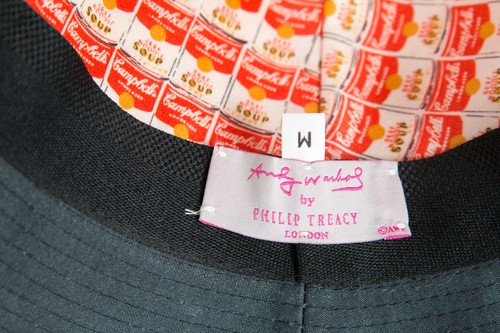 Campbell's
SOUP
M
Andy Warhol
by
PHILIP TREACY
LONDON